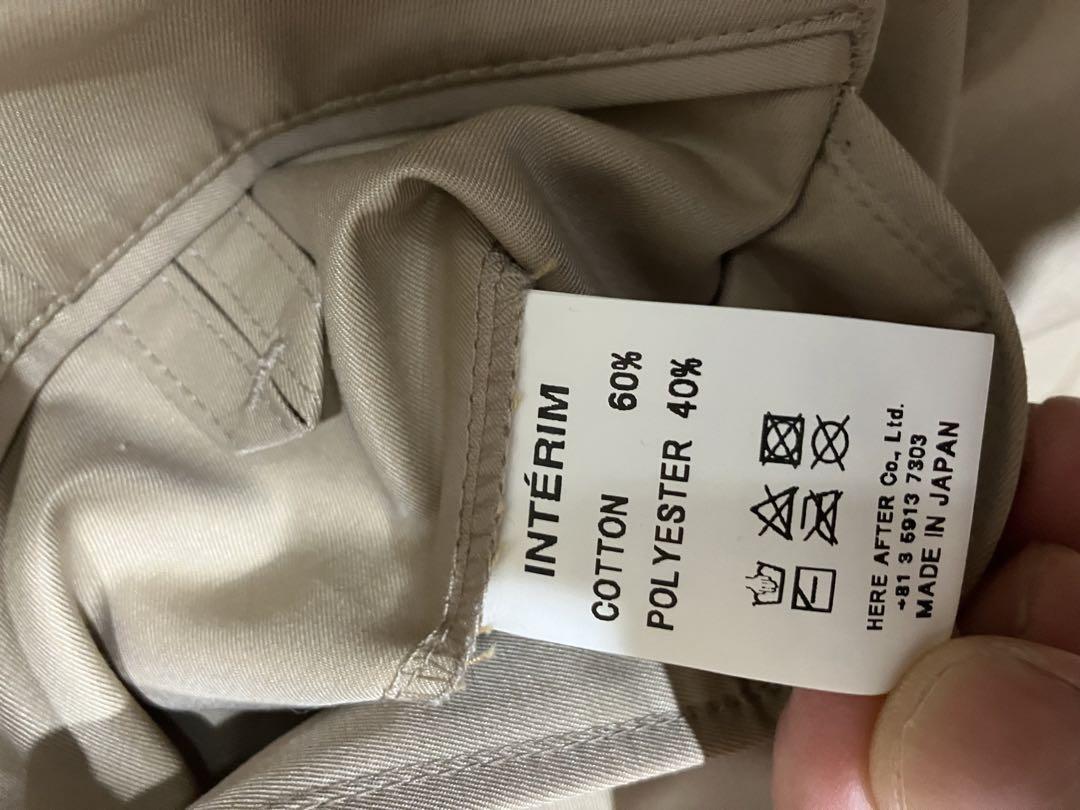 INTÉRIM
COTTON 60%
POLYESTER 40%
HERE AFTER Co., Ltd.
+81 3 5913 7303
MADE IN JAPAN